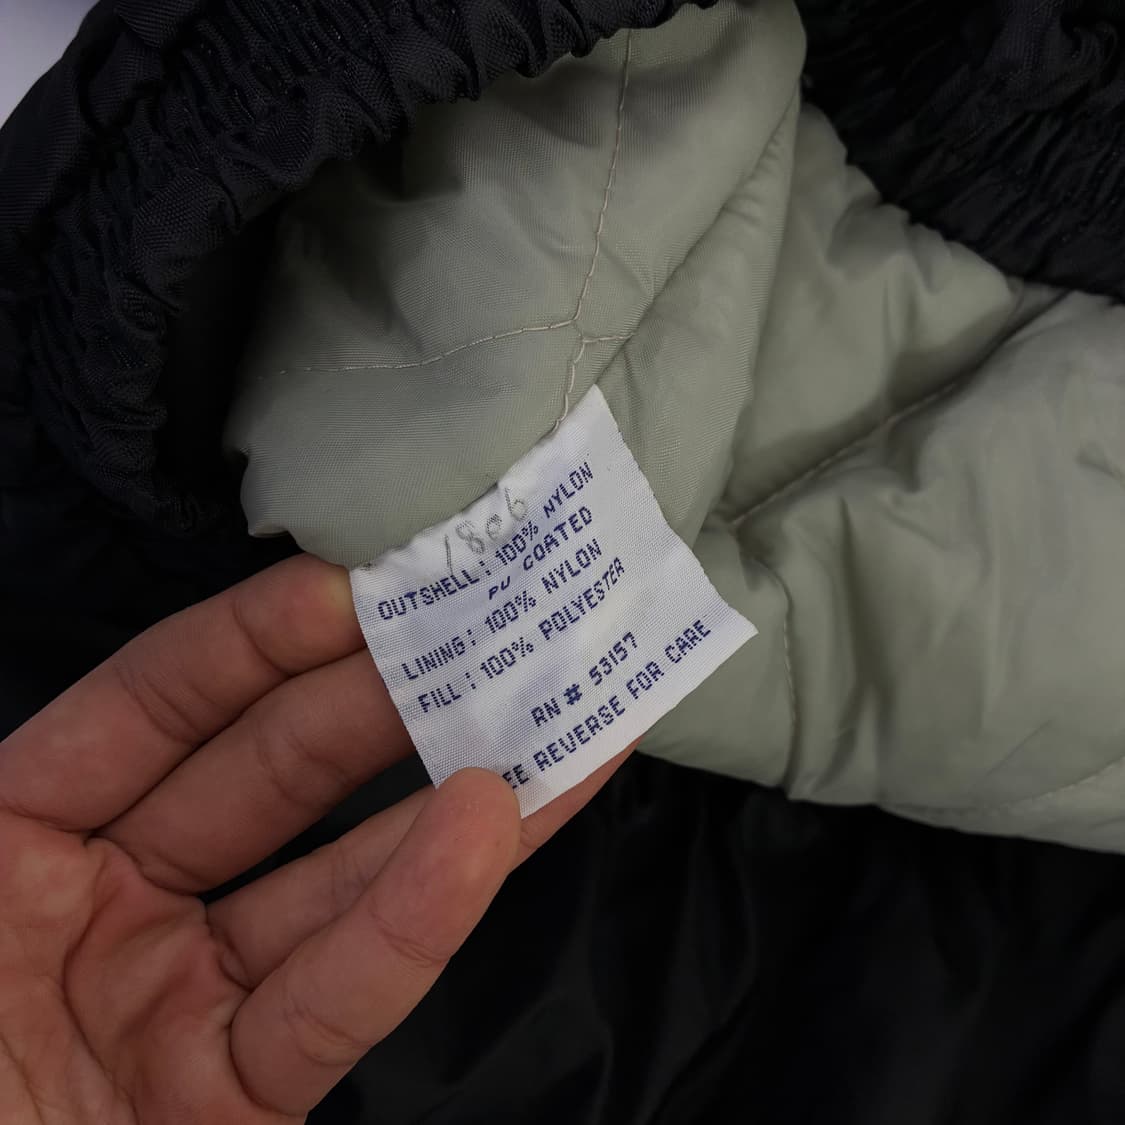 1806
OUTSHELL: 100% NYLON
PU COATED
LINING: 100% NYLON
FILL: 100% POLYESTER
RN # 53157
EE REVERSE FOR CARE